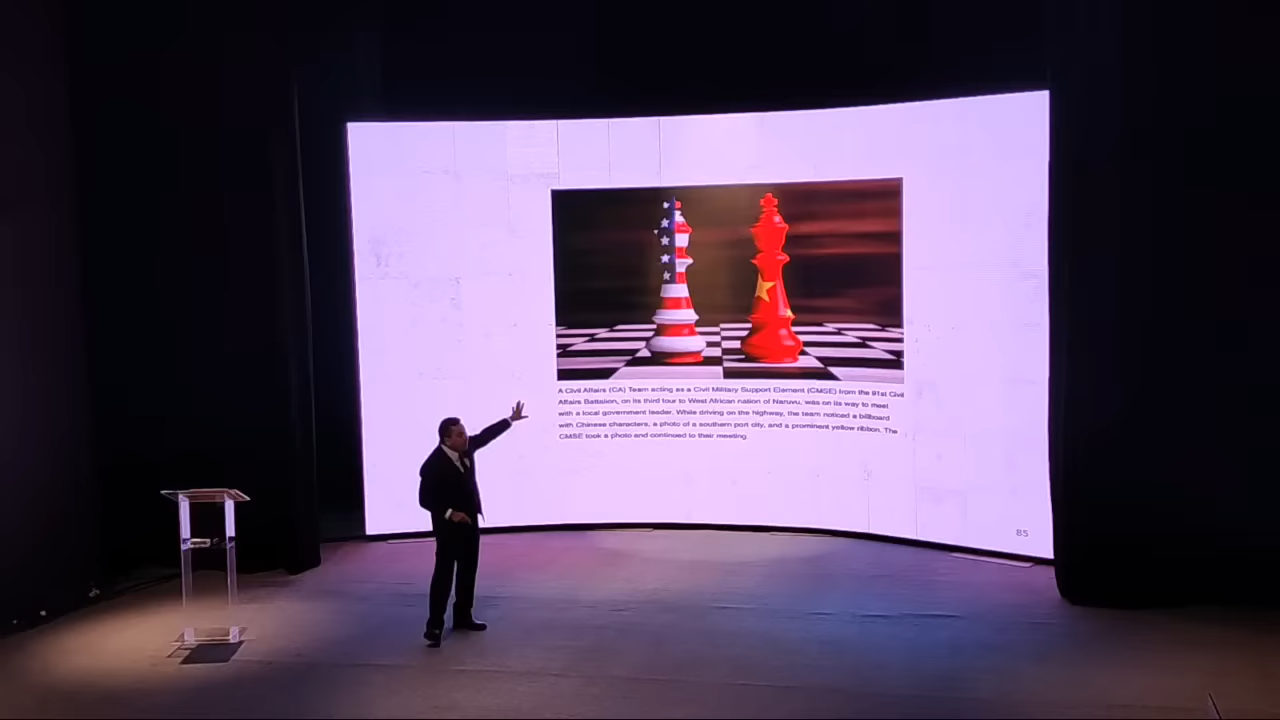 A Civil Affairs (CA) Team acting as a Civil Military Support Element (CMSE) from the 91st Civil
Affairs Battalion, on its third tour to West African nation of Naruvu, was on its way to meet
with a local government leader. While driving on the highway, the team noticed a billboard
with Chinese characters, a photo of a southern port city, and a prominent yellow ribbon. The
CMSE took a photo and continued to their meeting.
85